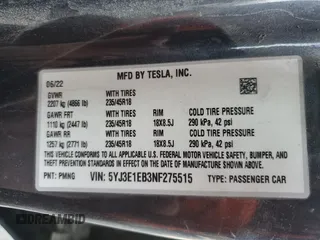 MFD BY TESLA, INC.
06/22
GVWR
2207 kg (4866 lb)
WITH TIRES
235/45R18
GAWR FRT
1110 kg (2447 lb)
WITH TIRES
235/45R18
RIM
18X8.5J
COLD TIRE PRESSURE
290 kPa, 42 psi
GAWR RR
1257 kg (2771 lb)
WITH TIRES
235/45R18
RIM
18X8.5J
COLD TIRE PRESSURE
290 kPa, 42 psi
THIS VEHICLE CONFORMS TO ALL APPLICABLE FMVSS SAFETY, BUMPER, AND
THEFT PREVENTION STANDARDS IN EFFECT ON THE DATE OF MANUFACTURE SHOWN ABOVE.
PNT: PMNG
VIN: 5YJ3E1EB3NF275515
TYPE: PASSENGER CAR
DREAMBID